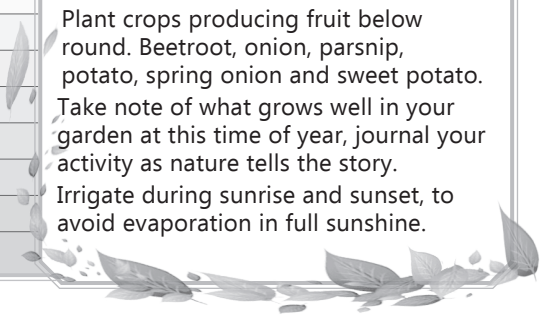 Plant crops producing fruit below
round. Beetroot, onion, parsnip,
potato, spring onion and sweet potato.
Take note of what grows well in your
garden at this time of year, journal your
activity as nature tells the story.
Irrigate during sunrise and sunset, to
avoid evaporation in full sunshine.